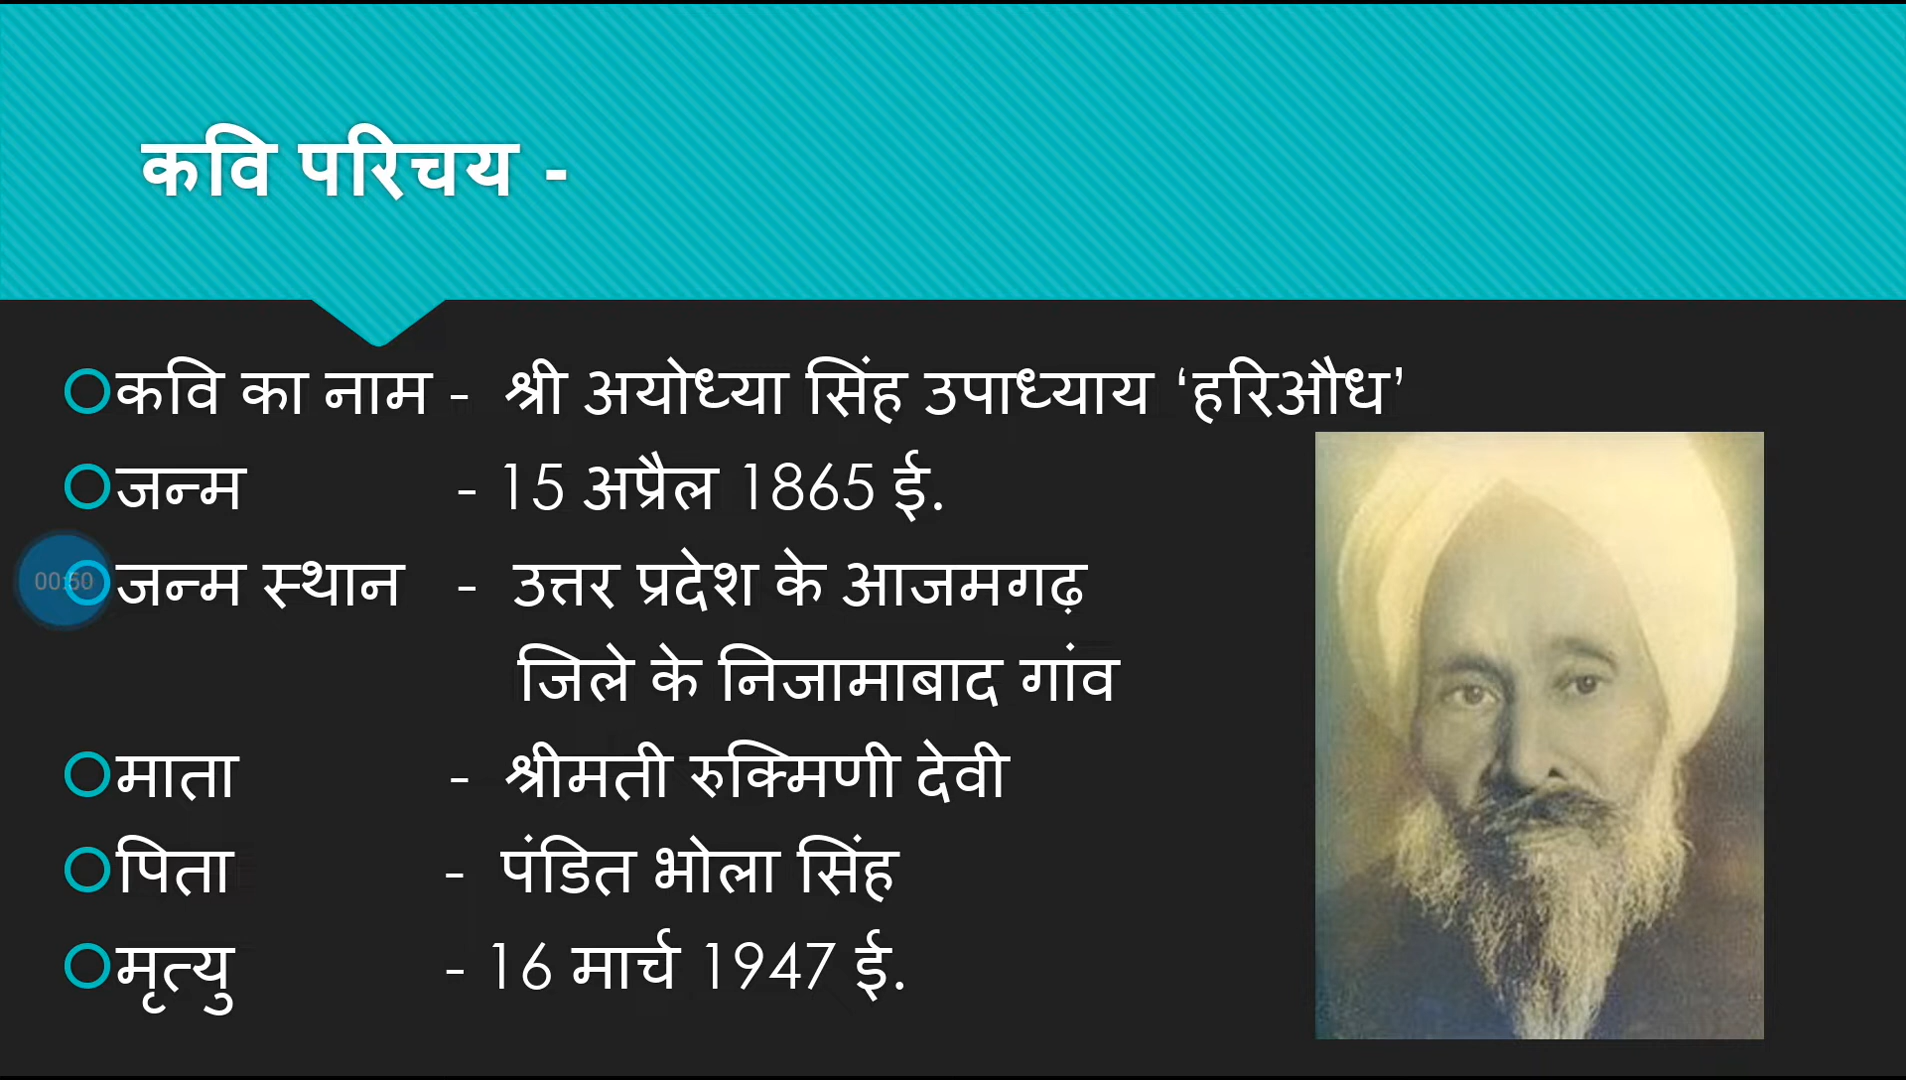 कवि परिचय -
कवि का नाम - श्री अयोध्या सिंह उपाध्याय ‘हरिऔध’
जन्म - 15 अप्रैल 1865 ई.
जन्म स्थान - उत्तर प्रदेश के आजमगढ़
जिले के निजामाबाद गांव
माता - श्रीमती रुक्मिणी देवी
पिता - पंडित भोला सिंह
मृत्यु - 16 मार्च 1947 ई.